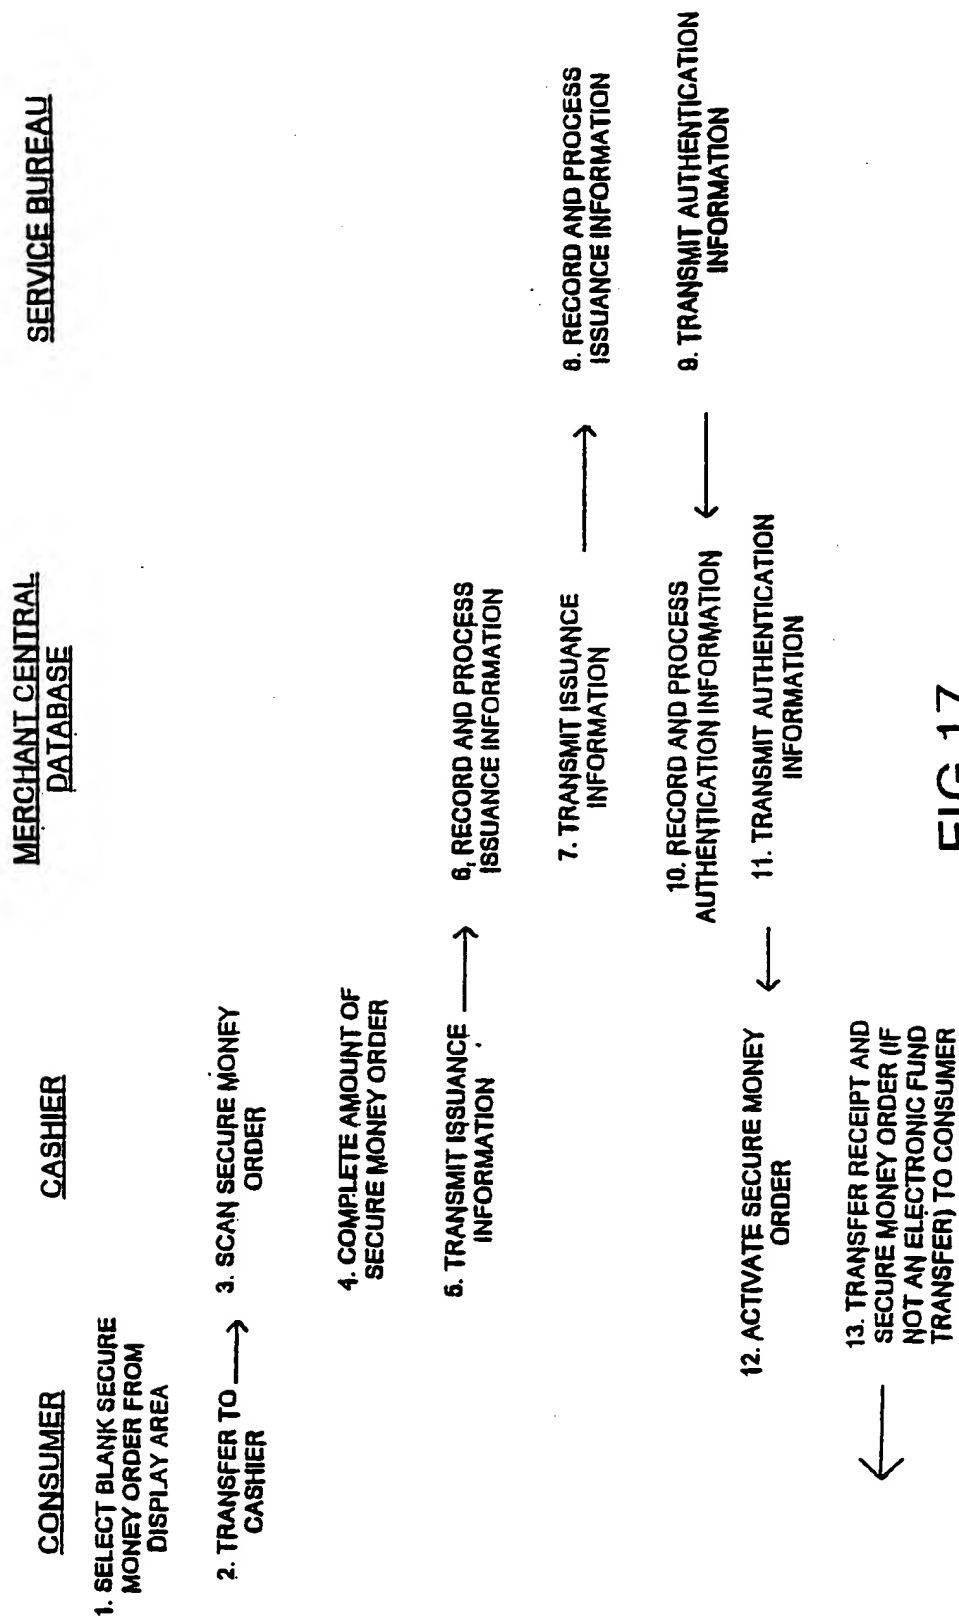 CONSUMER
1. SELECT BLANK SECURE
MONEY ORDER FROM
DISPLAY AREA
2. TRANSFER TO
CASHIER
CASHIER
3. SCAN SECURE MONEY
ORDER
4. COMPLETE AMOUNT OF
SECURE MONEY ORDER
5. TRANSMIT ISSUANCE
INFORMATION
MERCHANT CENTRAL
DATABASE
6. RECORD AND PROCESS
ISSUANCE INFORMATION
7. TRANSMIT ISSUANCE
INFORMATION
SERVICE BUREAU
8. RECORD AND PROCESS
ISSUANCE INFORMATION
9. TRANSMIT AUTHENTICATION
INFORMATION
10. RECORD AND PROCESS
AUTHENTICATION INFORMATION
11. TRANSMIT AUTHENTICATION
INFORMATION
12. ACTIVATE SECURE MONEY
ORDER
13. TRANSFER RECEIPT AND
SECURE MONEY ORDER (IF
NOT AN ELECTRONIC FUND
TRANSFER) TO CONSUMER
FIG. 17